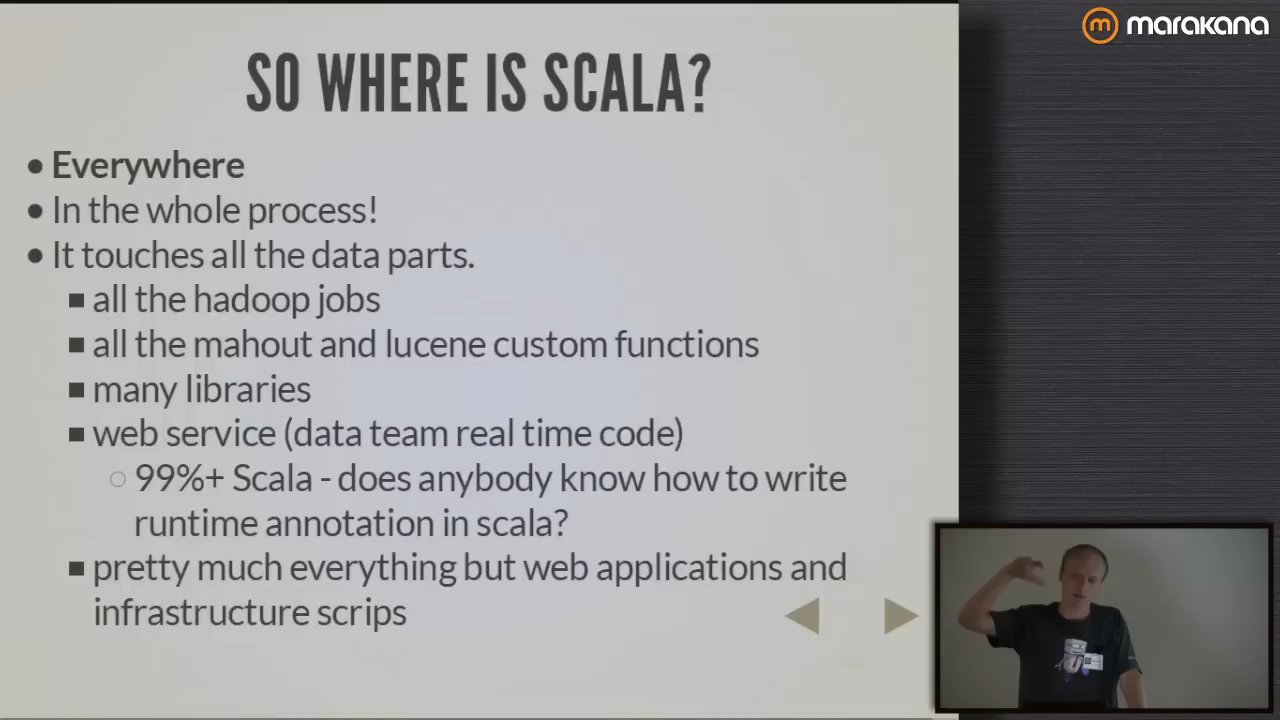 marakana
SO WHERE IS SCALA?
• Everywhere
• In the whole process!
• It touches all the data parts.
■ all the hadoop jobs
■ all the mahout and lucene custom functions
■ many libraries
■ web service (data team real time code)
○ 99%+ Scala - does anybody know how to write
runtime annotation in scala?
■ pretty much everything but web applications and
infrastructure scrips